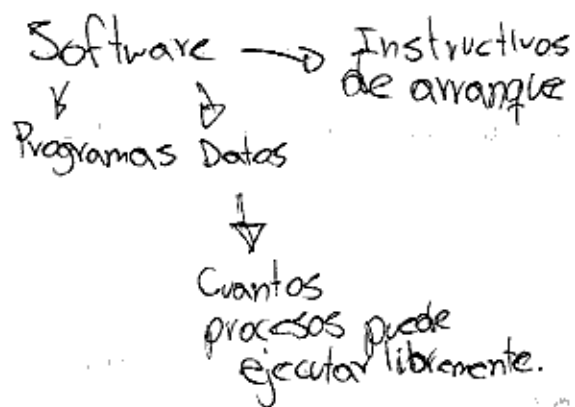 Software → Instructivos
de arranque
Programas Datos
Cuantos
procesos puede
ejecutar libremente.